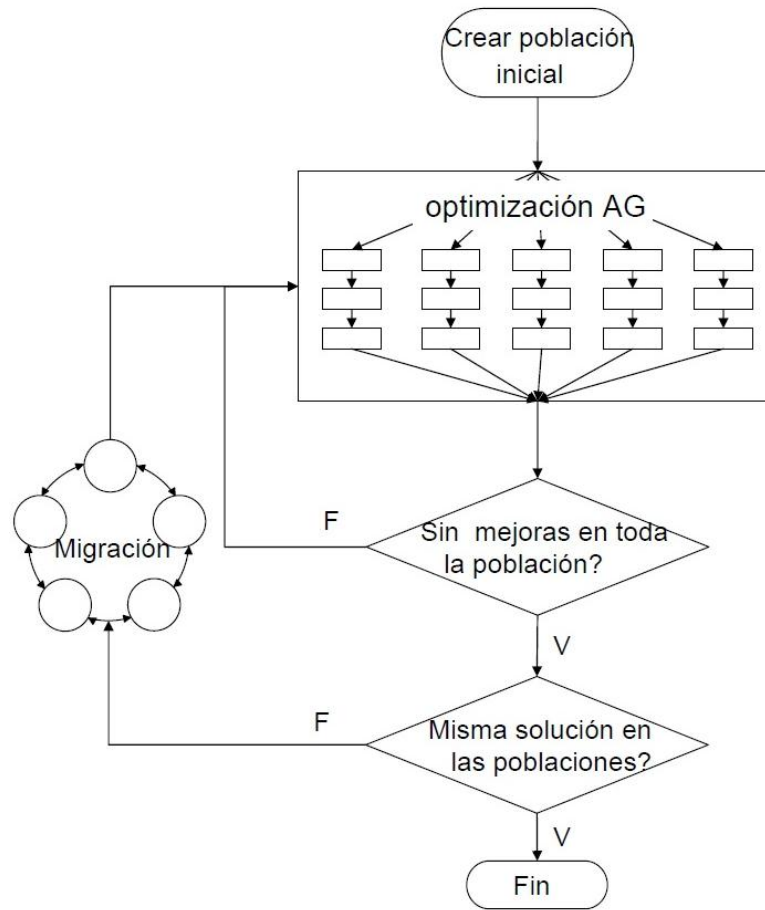 Crear población
inicial
optimización AG
F
Sin mejoras en toda
la población?
Migración
V
F
Misma solución en
las poblaciones?
V
Fin